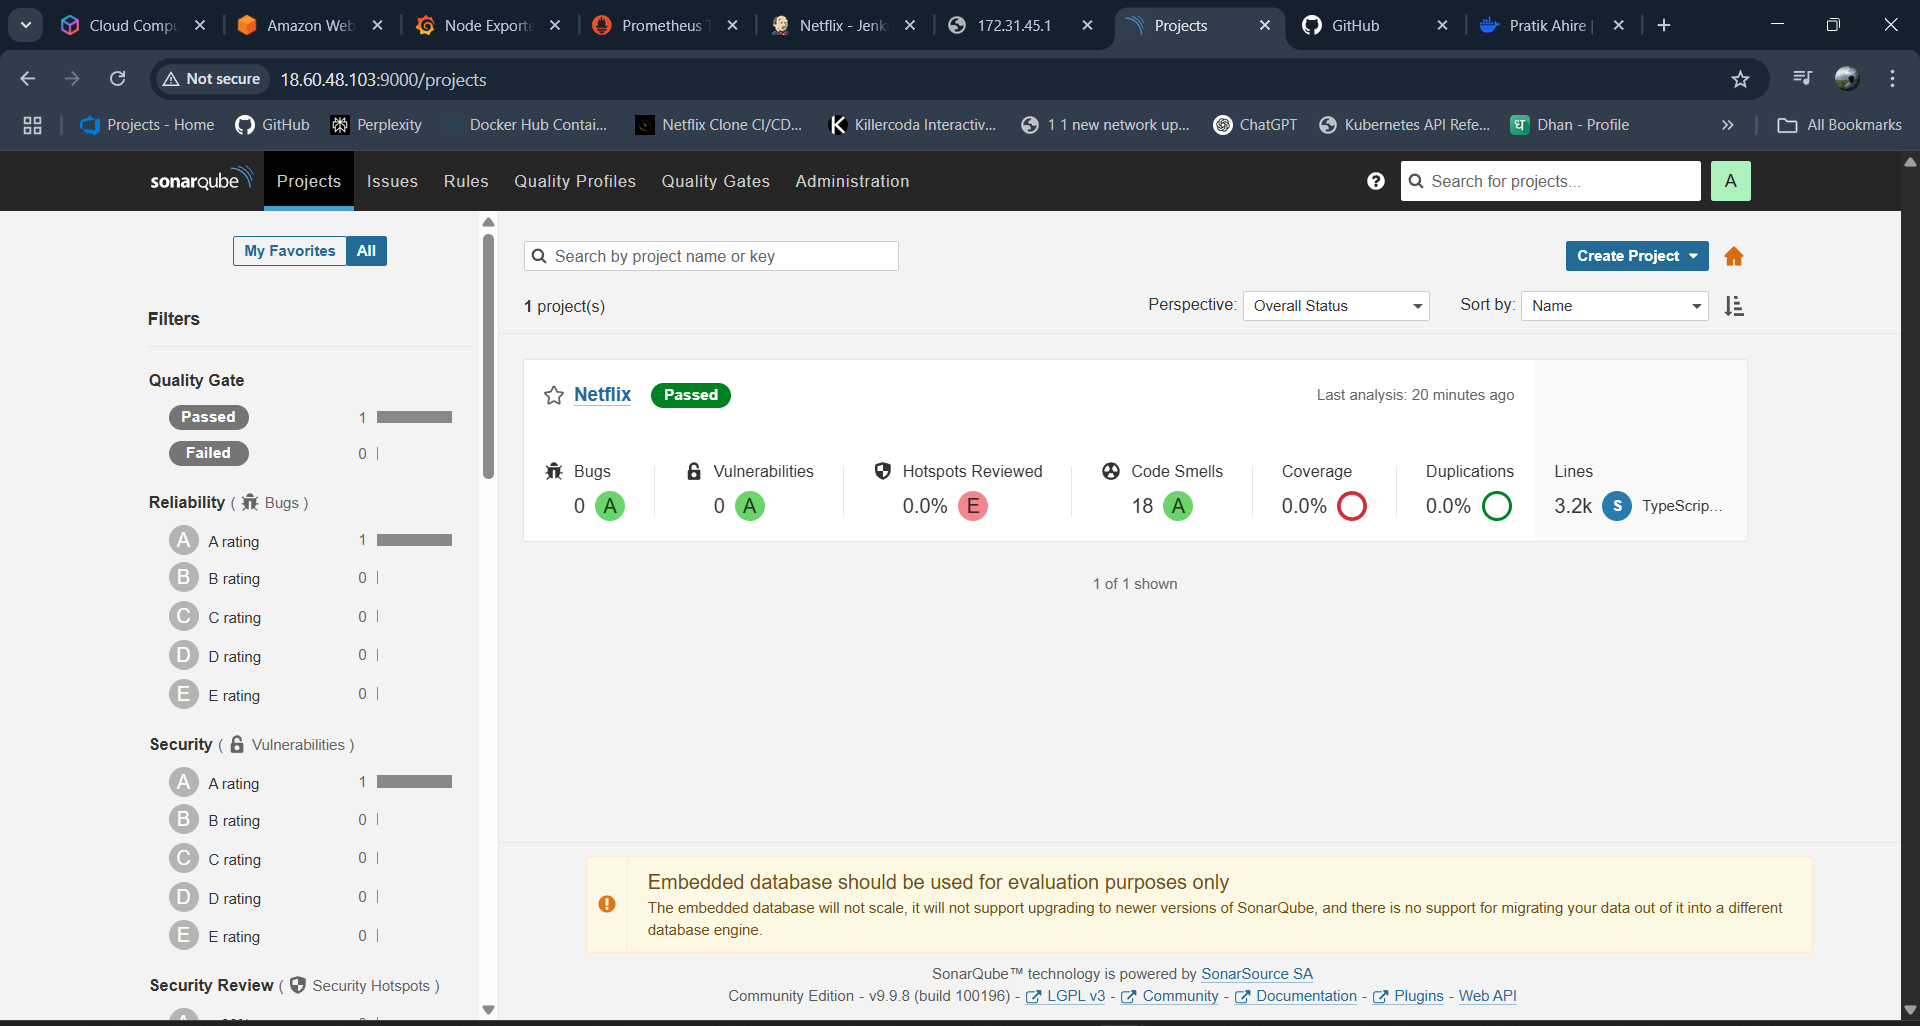 Cloud Compu
Amazon Web
Node Exporte
Prometheus T
Netflix - Jenk
172.31.45.1
Projects
GitHub
Pratik Ahire |
Not secure
18.60.48.103:9000/projects
Projects - Home
GitHub
Perplexity
Docker Hub Contai...
Netflix Clone CI/CD...
Killercoda Interactiv...
1 1 new network up...
ChatGPT
Kubernetes API Refe...
Dhan - Profile
All Bookmarks
sonarqube
Projects
Issues
Rules
Quality Profiles
Quality Gates
Administration
Search for projects...
A
My Favorites
All
Filters
Quality Gate
Passed 1
Failed 0
Reliability ( Bugs )
A A rating 1
B B rating 0
C C rating 0
D D rating 0
E E rating 0
Security ( Vulnerabilities )
A A rating 1
B B rating 0
C C rating 0
D D rating 0
E E rating 0
Security Review ( Security Hotspots )
Search by project name or key
Create Project
1 project(s)
Perspective: Overall Status
Sort by: Name
Netflix Passed
Last analysis: 20 minutes ago
Bugs
0 A
Vulnerabilities
0 A
Hotspots Reviewed
0.0% E
Code Smells
18 A
Coverage
0.0%
Duplications
0.0%
Lines
3.2k S TypeScrip...
1 of 1 shown
Embedded database should be used for evaluation purposes only
The embedded database will not scale, it will not support upgrading to newer versions of SonarQube, and there is no support for migrating your data out of it into a different
database engine.
SonarQube™ technology is powered by SonarSource SA
Community Edition - v9.9.8 (build 100196) - LGPL v3 - Community - Documentation - Plugins - Web API